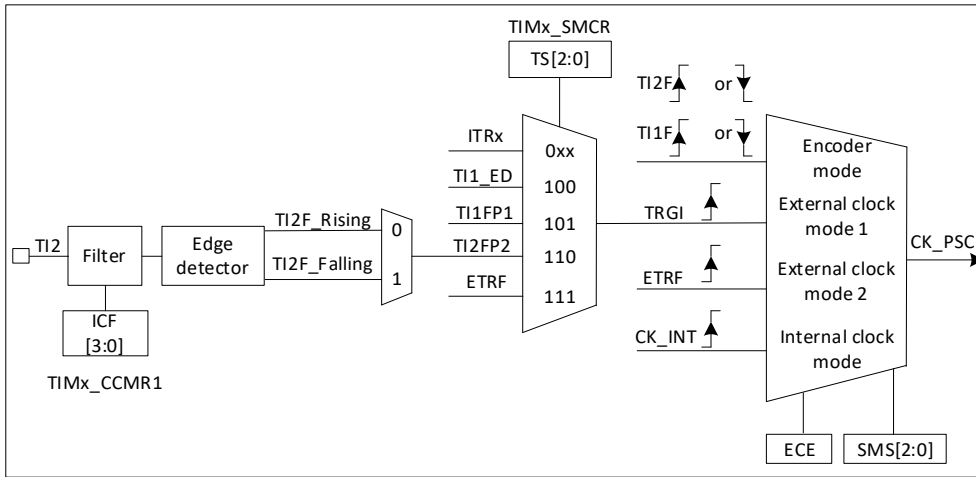 TIMx_SMCR
TS[2:0]
TI2F or
TI1F or
ITRx
0xx
Encoder
mode
TI1_ED
100
TI1FP1
101
TRGI
External clock
mode 1
TI2
Filter
Edge
detector
TI2F_Rising
0
TI2F_Falling
1
TI2FP2
110
CK_PSC
ETRF
111
ETRF
External clock
mode 2
ICF
[3:0]
TIMx_CCMR1
CK_INT
Internal clock
mode
ECE
SMS[2:0]